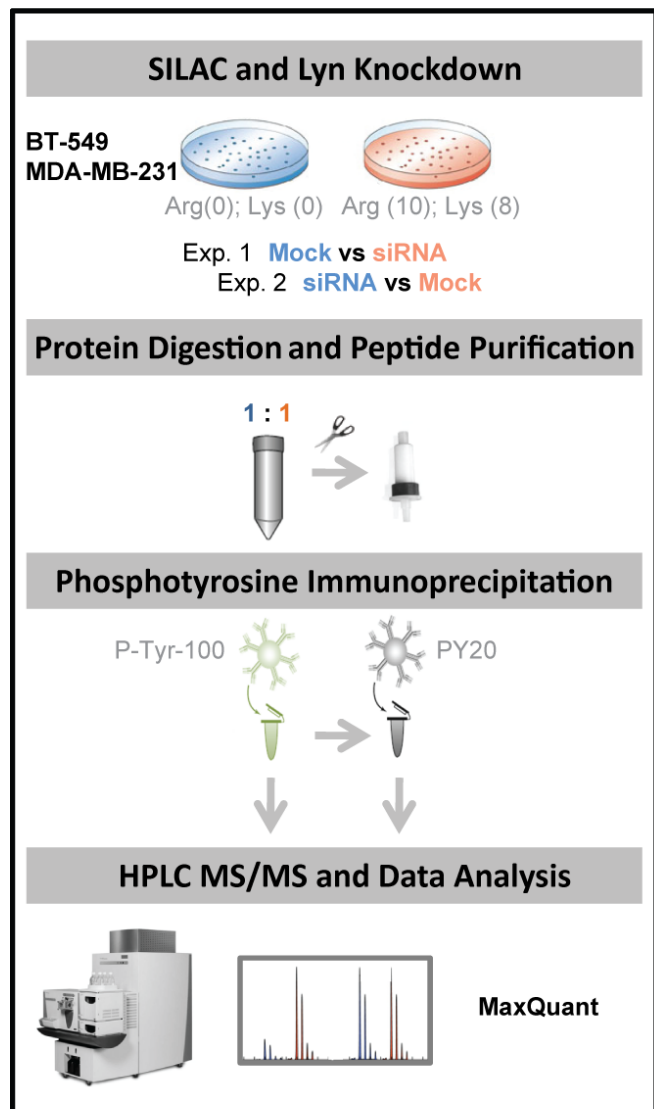 SILAC and Lyn Knockdown
BT-549
MDA-MB-231
Arg(0); Lys (0) Arg (10); Lys (8)
Exp. 1 Mock vs siRNA
Exp. 2 siRNA vs Mock
Protein Digestion and Peptide Purification
1 : 1
Phosphotyrosine Immunoprecipitation
P-Tyr-100 PY20
HPLC MS/MS and Data Analysis
MaxQuant